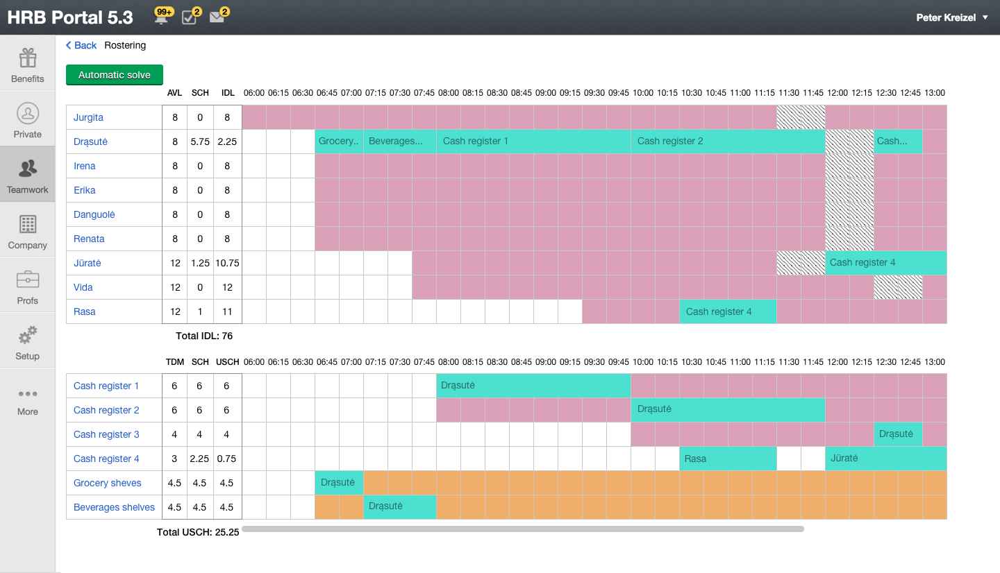 HRB Portal 5.3 99+ 2 2 Peter Kreizel
Back Rostering
Automatic solve
Benefits
Private
Teamwork
Company
Profs
Setup
More
AVL SCH IDL 06:00 06:15 06:30 06:45 07:00 07:15 07:30 07:45 08:00 08:15 08:30 08:45 09:00 09:15 09:30 09:45 10:00 10:15 10:30 10:45 11:00 11:15 11:30 11:45 12:00 12:15 12:30 12:45 13:00
Jurgita 8 0 8
Drąsutė 8 5.75 2.25 Grocery.. Beverages... Cash register 1 Cash register 2 Cash...
Irena 8 0 8
Erika 8 0 8
Danguolė 8 0 8
Renata 8 0 8
Jūratė 12 1.25 10.75 Cash register 4
Vida 12 0 12
Rasa 12 1 11 Cash register 4
Total IDL: 76
TDM SCH USCH 06:00 06:15 06:30 06:45 07:00 07:15 07:30 07:45 08:00 08:15 08:30 08:45 09:00 09:15 09:30 09:45 10:00 10:15 10:30 10:45 11:00 11:15 11:30 11:45 12:00 12:15 12:30 12:45 13:00
Cash register 1 6 6 6 Drąsutė
Cash register 2 6 6 6 Drąsutė
Cash register 3 4 4 4 Drąsutė
Cash register 4 3 2.25 0.75 Rasa Jūratė
Grocery sheves 4.5 4.5 4.5 Drąsutė
Beverages shelves 4.5 4.5 4.5 Drąsutė
Total USCH: 25.25